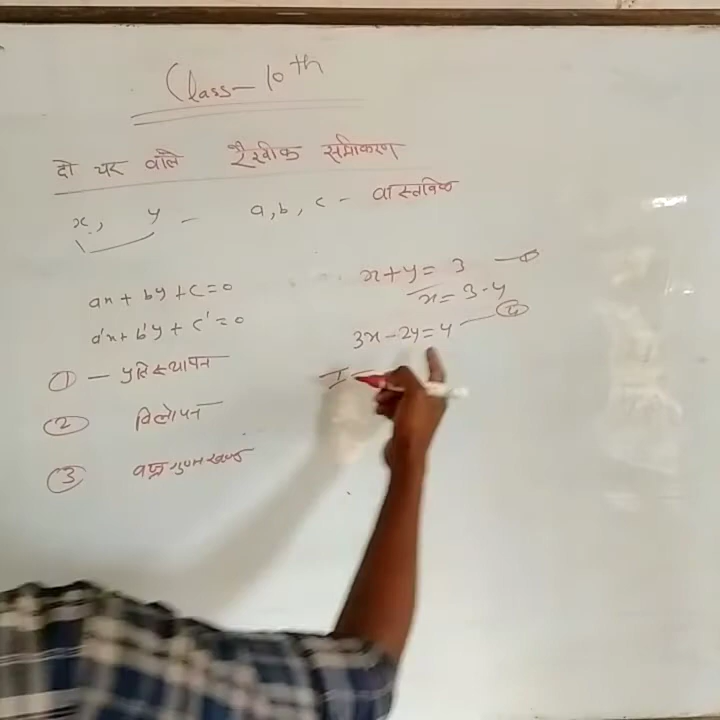 Class - 10th
दो चर वाले रैखीक समीकरण
x, y - a, b, c - वास्तविक
ax + by + c = 0
a'x + b'y + c' = 0
① - प्रतिस्थापन
② विलोपन
③ वज्रगुणनखण्ड
x + y = 3 - ①
x = 3 - y
3x - 2y = 4
I -